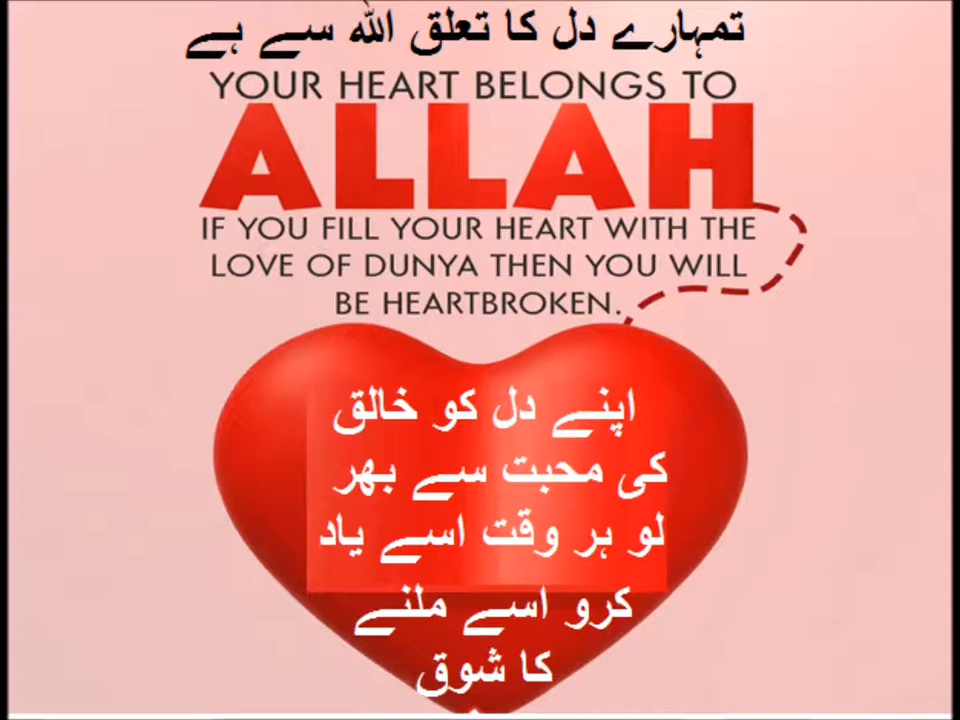 تمہارے دل کا تعلق اللہ سے ہے
YOUR HEART BELONGS TO
ALLAH
IF YOU FILL YOUR HEART WITH THE
LOVE OF DUNYA THEN YOU WILL
BE HEARTBROKEN.
اپنے دل کو خالق
کی محبت سے بھر
لو ہر وقت اسے یاد
کرو اسے ملنے
کا شوق